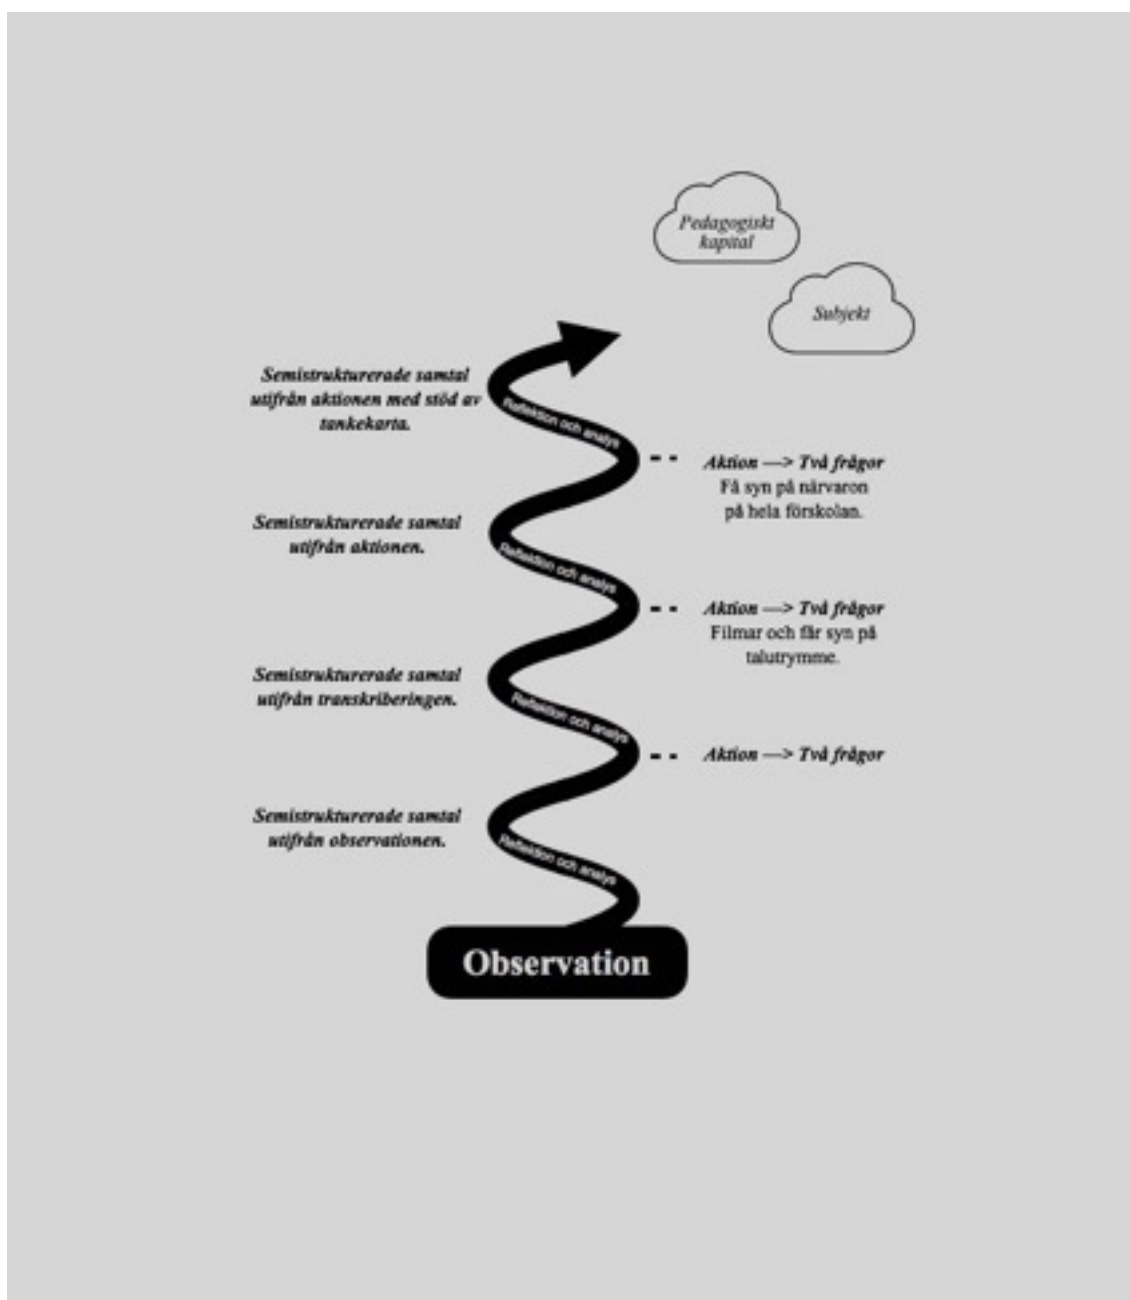 Pedagogiskt
kapital
Subjekt
Semistrukturerade samtal
utifrån aktionen med stöd av
tankekarta.
Reflektion och analys
Aktion —> Två frågor
Få syn på närvaron
på hela förskolan.
Semistrukturerade samtal
utifrån aktionen.
Reflektion och analys
Aktion —> Två frågor
Filmar och får syn på
talutrymme.
Semistrukturerade samtal
utifrån transkriberingen.
Reflektion och analys
Aktion —> Två frågor
Semistrukturerade samtal
utifrån observationen.
Reflektion och analys
Observation